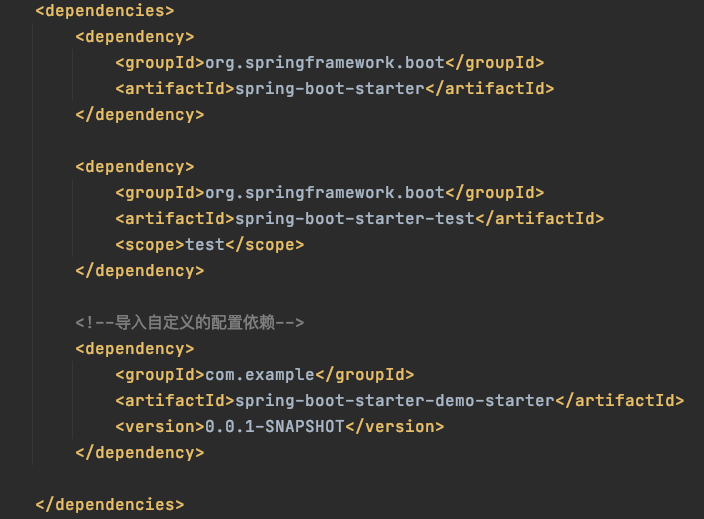 <dependencies>
<dependency>
<groupId>org.springframework.boot</groupId>
<artifactId>spring-boot-starter</artifactId>
</dependency>
<dependency>
<groupId>org.springframework.boot</groupId>
<artifactId>spring-boot-starter-test</artifactId>
<scope>test</scope>
</dependency>
<!--导入自定义的配置依赖-->
<dependency>
<groupId>com.example</groupId>
<artifactId>spring-boot-starter-demo-starter</artifactId>
<version>0.0.1-SNAPSHOT</version>
</dependency>
</dependencies>